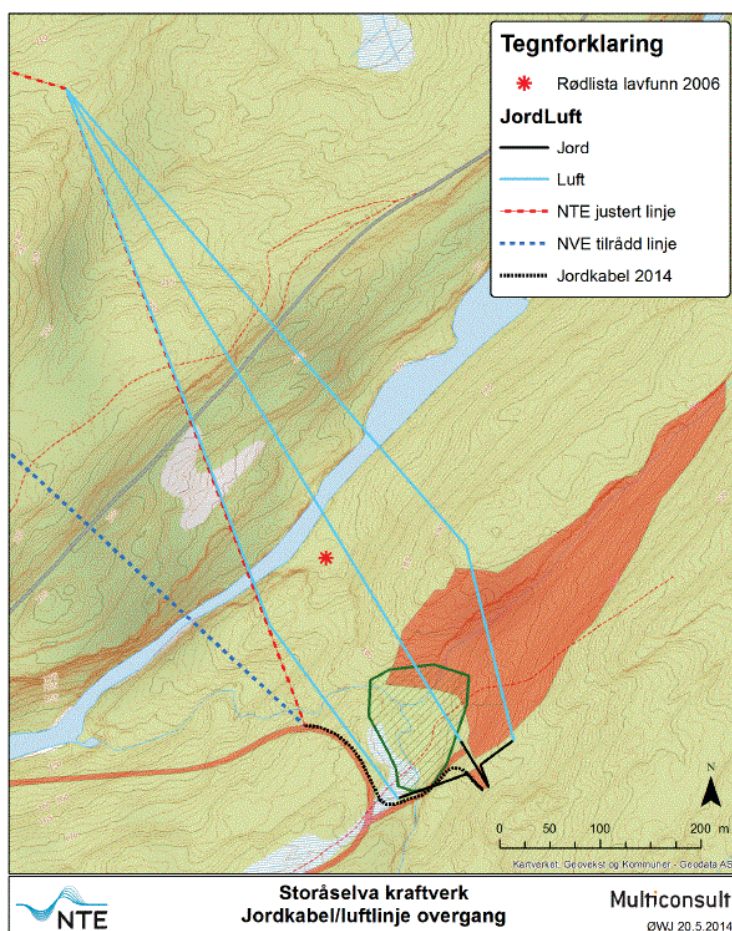 Tegnforklaring
Rødlista lavfunn 2006
JordLuft
Jord
Luft
NTE justert linje
NVE tilrådd linje
Jordkabel 2014
N
0 50 100 200 m
Kartverket, Geovekst og Kommuner - Geodata AS
NTE
Storåselva kraftverk
Jordkabel/luftlinje overgang
Multiconsult
ØWJ 20.5.2014